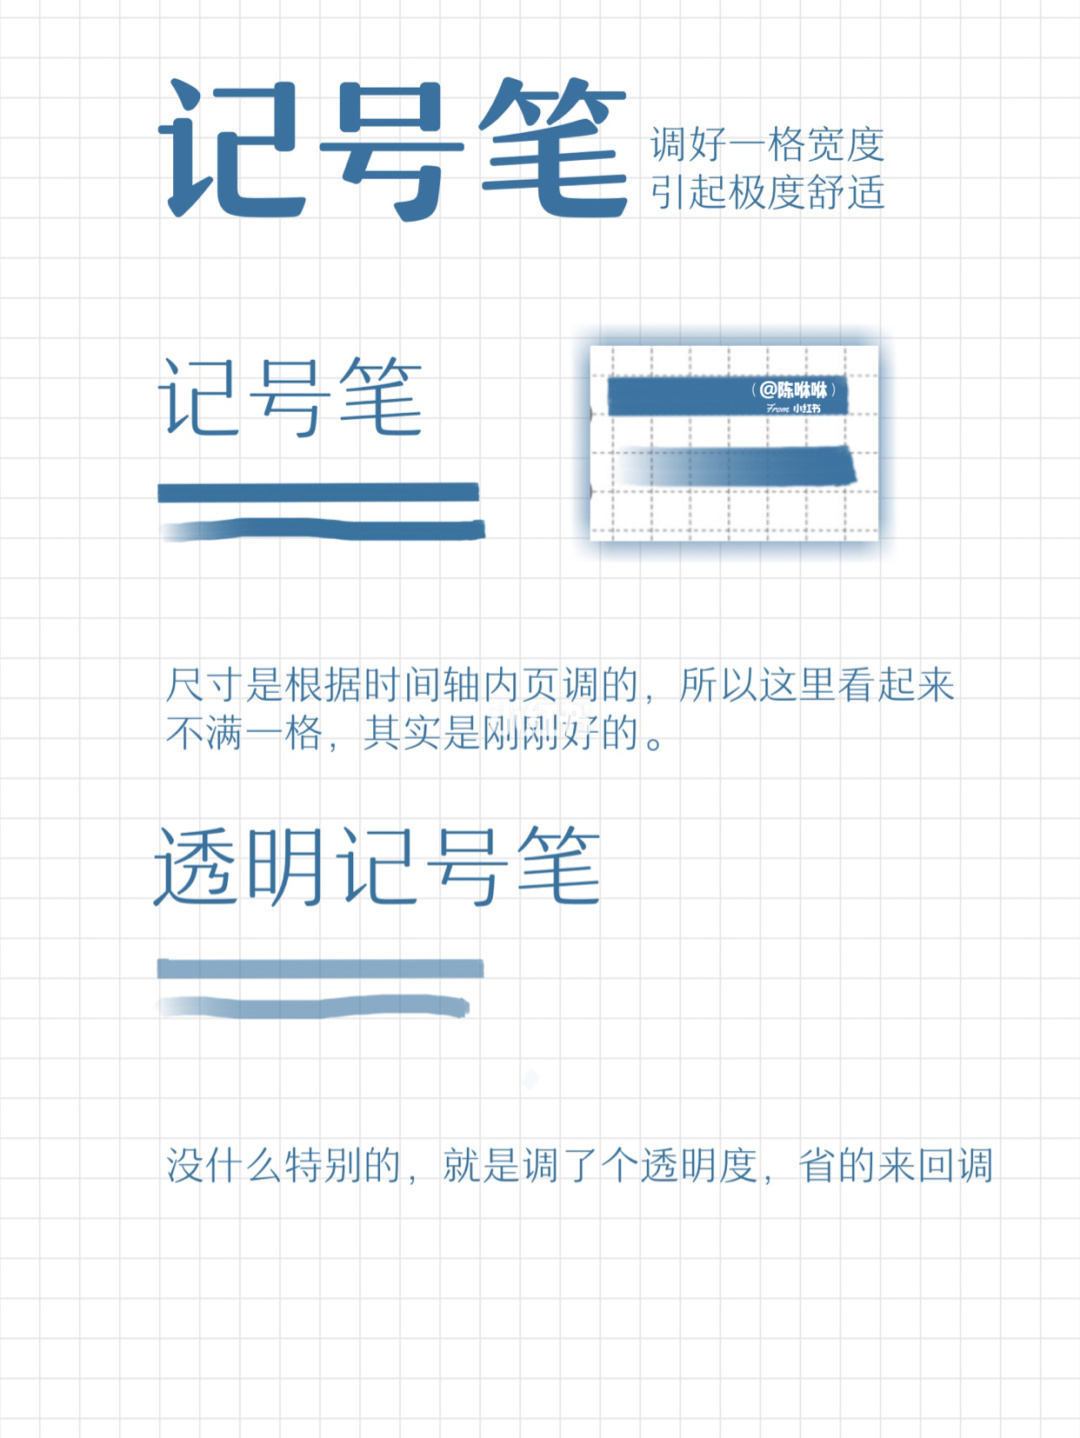 记号笔
调好一格宽度
引起极度舒适
记号笔
（@陈咻咻）
From 小红书
尺寸是根据时间轴内页调的，所以这里看起来
不满一格，其实是刚刚好的。
透明记号笔
没什么特别的，就是调了个透明度，省的来回调